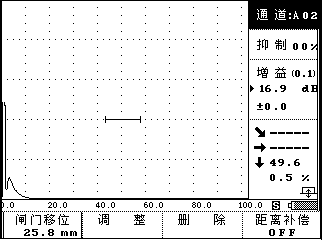 通道:A02
抑制 00%
增益(0.1)
16.9 dB
±0.0
-----
-----
49.6
0.5 %
0.0 20.0 40.0 60.0 80.0 100.0 S
闸门移位 调 整 删 除 距离补偿
25.8 mm OFF